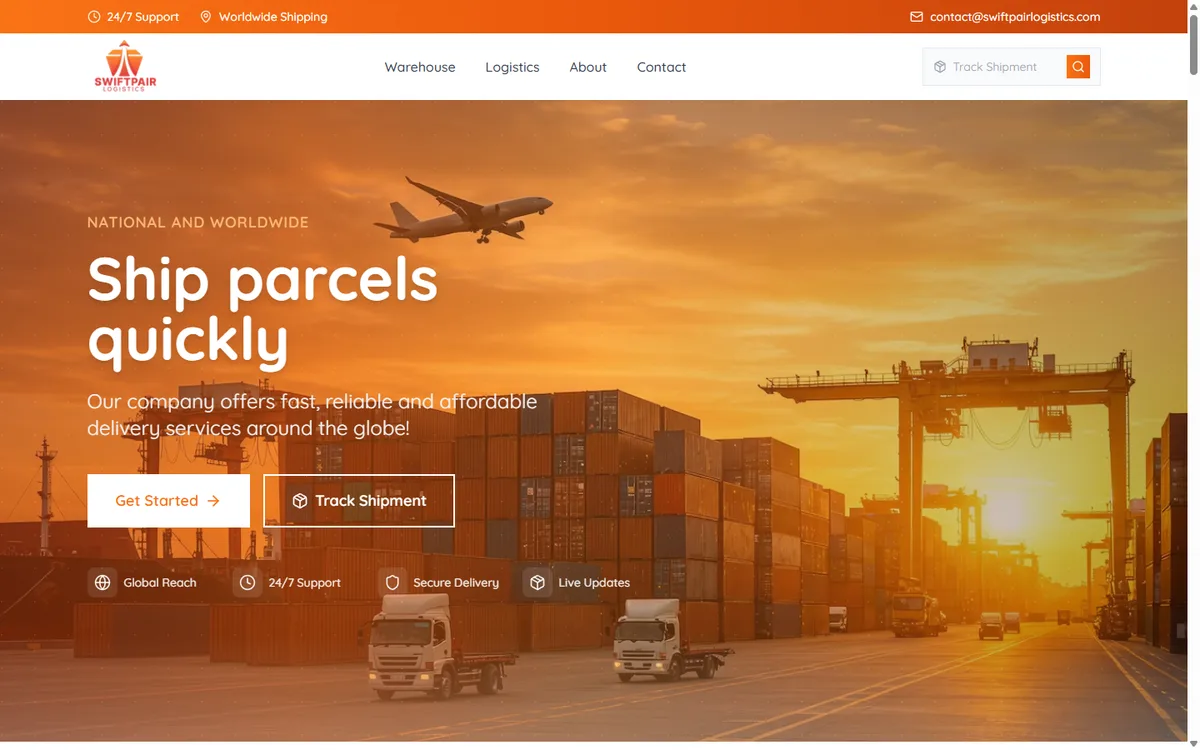 24/7 Support
Worldwide Shipping
contact@swiftpairlogistics.com
SWIFTPAIR
LOGISTICS
Warehouse
Logistics
About
Contact
Track Shipment
NATIONAL AND WORLDWIDE
Ship parcels
quickly
Our company offers fast, reliable and affordable
delivery services around the globe!
Get Started
Track Shipment
Global Reach
24/7 Support
Secure Delivery
Live Updates